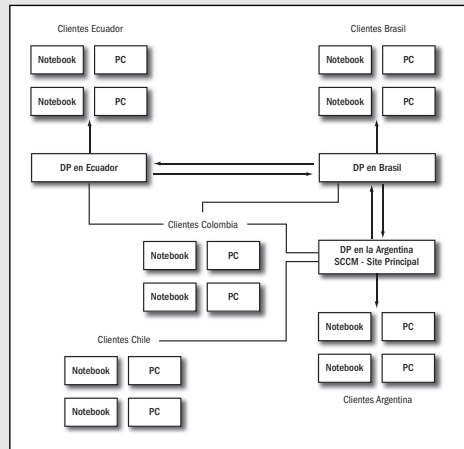 Clientes Ecuador
Clientes Brasil
Notebook
PC
Notebook
PC
Notebook
PC
Notebook
PC
DP en Ecuador
DP en Brasil
Clientes Colombia
Notebook
PC
Notebook
PC
DP en la Argentina
SCCM - Site Principal
Clientes Chile
Notebook
PC
Notebook
PC
Notebook
PC
Notebook
PC
Clientes Argentina